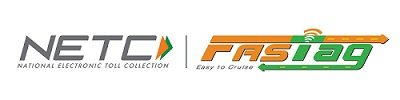 NETC
NATIONAL ELECTRONIC TOLL COLLECTION
FASTag
Easy to Cruise